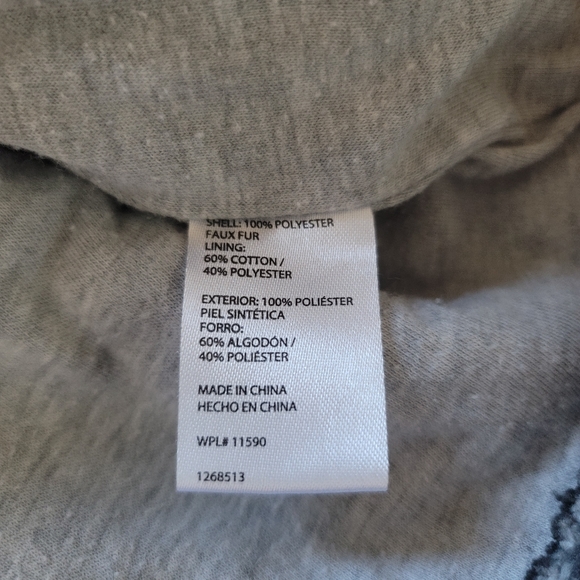 SHELL: 100% POLYESTER
FAUX FUR
LINING:
60% COTTON /
40% POLYESTER
EXTERIOR: 100% POLIÉSTER
PIEL SINTÉTICA
FORRO:
60% ALGODÓN /
40% POLIÉSTER
MADE IN CHINA
HECHO EN CHINA
WPL# 11590
1268513